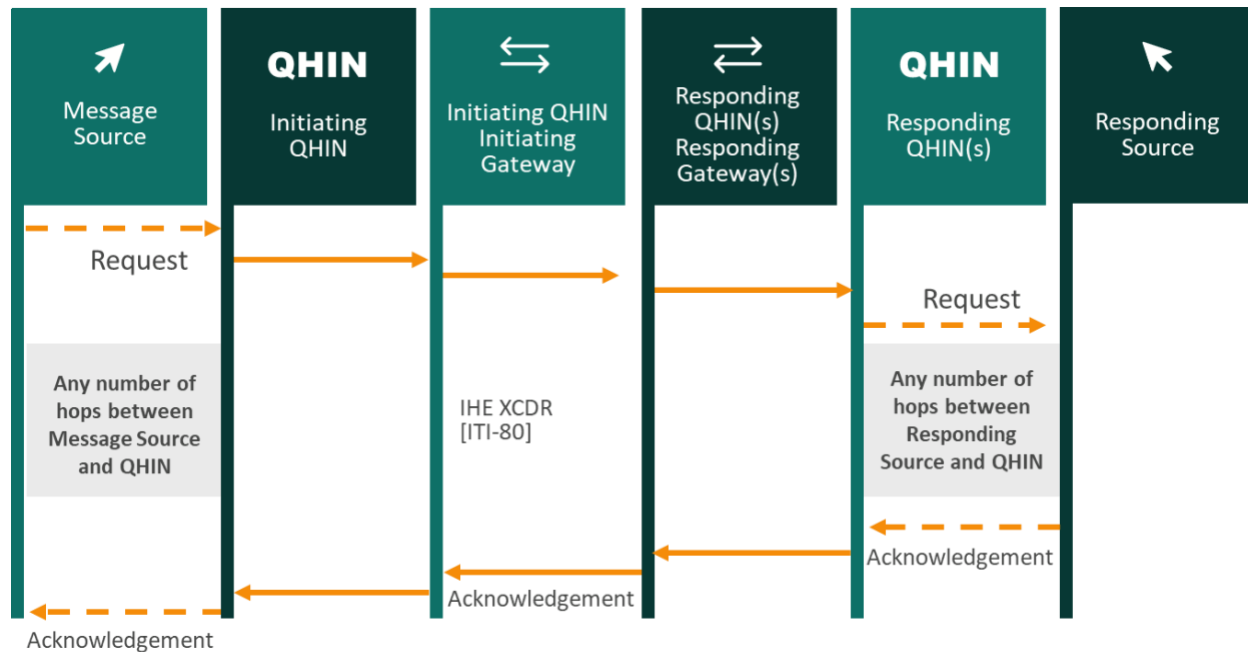 Message
Source
QHIN
Initiating
QHIN
Initiating QHIN
Initiating
Gateway
Responding
QHIN(s)
Responding
Gateway(s)
QHIN
Responding
QHIN(s)
Responding
Source
Request
Request
Any number of
hops between
Message Source
and QHIN
IHE XCDR
[ITI-80]
Any number of
hops between
Responding
Source and QHIN
Acknowledgement
Acknowledgement
Acknowledgement